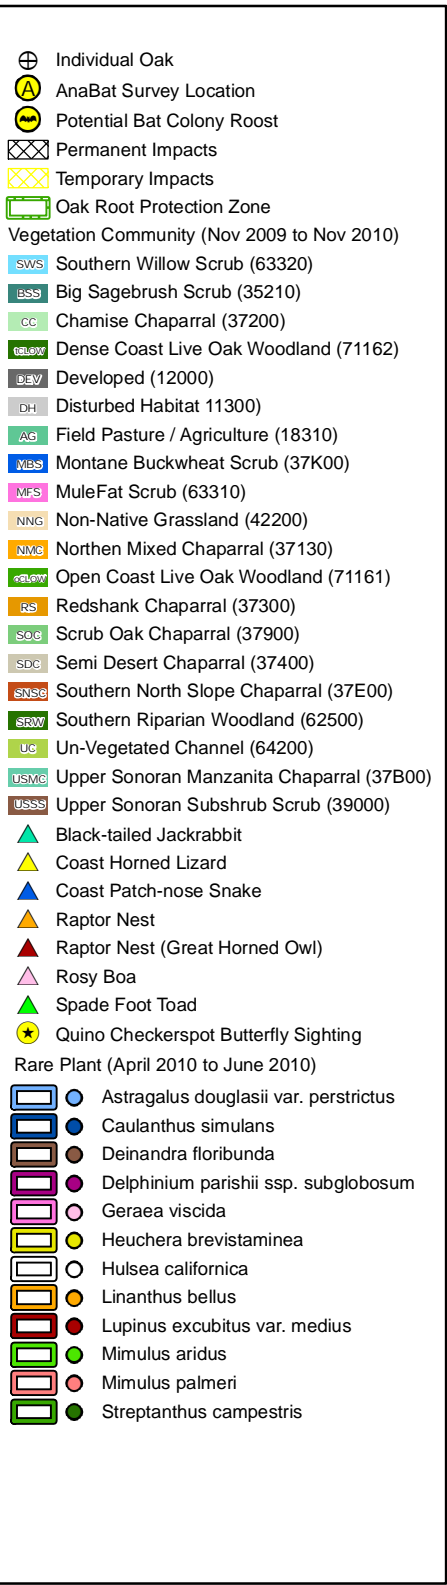 Individual Oak
A AnaBat Survey Location
Potential Bat Colony Roost
Permanent Impacts
Temporary Impacts
Oak Root Protection Zone
Vegetation Community (Nov 2009 to Nov 2010)
SWS Southern Willow Scrub (63320)
BSS Big Sagebrush Scrub (35210)
CC Chamise Chaparral (37200)
Dense Coast Live Oak Woodland (71162)
DEV Developed (12000)
DH Disturbed Habitat 11300)
AG Field Pasture / Agriculture (18310)
MBS Montane Buckwheat Scrub (37K00)
MFS MuleFat Scrub (63310)
NNG Non-Native Grassland (42200)
NMC Northen Mixed Chaparral (37130)
oCLOW Open Coast Live Oak Woodland (71161)
RS Redshank Chaparral (37300)
SOC Scrub Oak Chaparral (37900)
SDC Semi Desert Chaparral (37400)
SNSC Southern North Slope Chaparral (37E00)
SRW Southern Riparian Woodland (62500)
UC Un-Vegetated Channel (64200)
USMC Upper Sonoran Manzanita Chaparral (37B00)
USSS Upper Sonoran Subshrub Scrub (39000)
Black-tailed Jackrabbit
Coast Horned Lizard
Coast Patch-nose Snake
Raptor Nest
Raptor Nest (Great Horned Owl)
Rosy Boa
Spade Foot Toad
Quino Checkerspot Butterfly Sighting
Rare Plant (April 2010 to June 2010)
Astragalus douglasii var. perstrictus
Caulanthus simulans
Deinandra floribunda
Delphinium parishii ssp. subglobosum
Geraea viscida
Heuchera brevistaminea
Hulsea californica
Linanthus bellus
Lupinus excubitus var. medius
Mimulus aridus
Mimulus palmeri
Streptanthus campestris